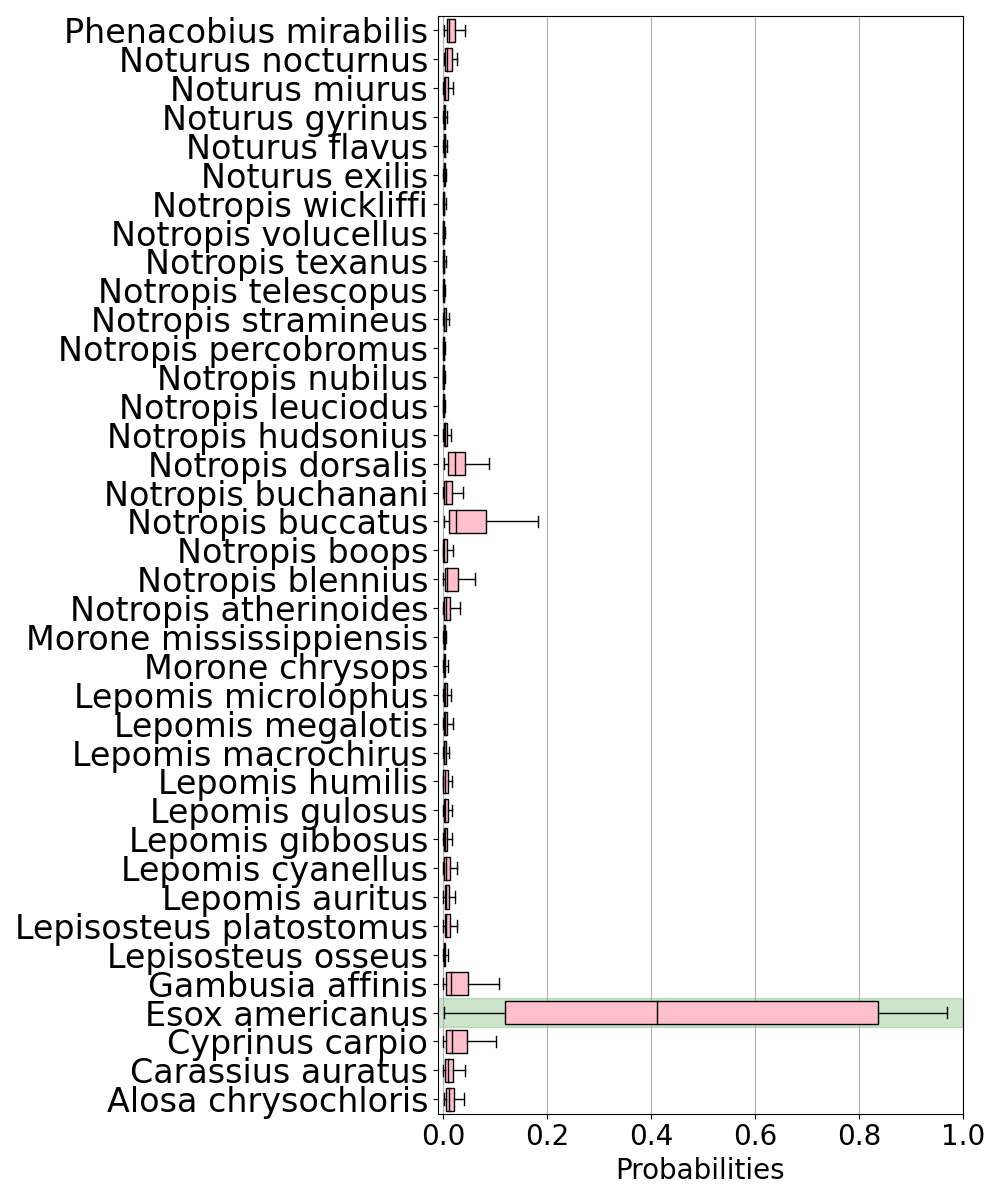 Phenacobius mirabilis
Noturus nocturnus
Noturus miurus
Noturus gyrinus
Noturus flavus
Noturus exilis
Notropis wickliffi
Notropis volucellus
Notropis texanus
Notropis telescopus
Notropis stramineus
Notropis percobromus
Notropis nubilus
Notropis leuciodus
Notropis hudsonius
Notropis dorsalis
Notropis buchanani
Notropis buccatus
Notropis boops
Notropis blennius
Notropis atherinoides
Morone mississippiensis
Morone chrysops
Lepomis microlophus
Lepomis megalotis
Lepomis macrochirus
Lepomis humilis
Lepomis gulosus
Lepomis gibbosus
Lepomis cyanellus
Lepomis auritus
Lepisosteus platostomus
Lepisosteus osseus
Gambusia affinis
Esox americanus
Cyprinus carpio
Carassius auratus
Alosa chrysochloris
0.0 0.2 0.4 0.6 0.8 1.0
Probabilities